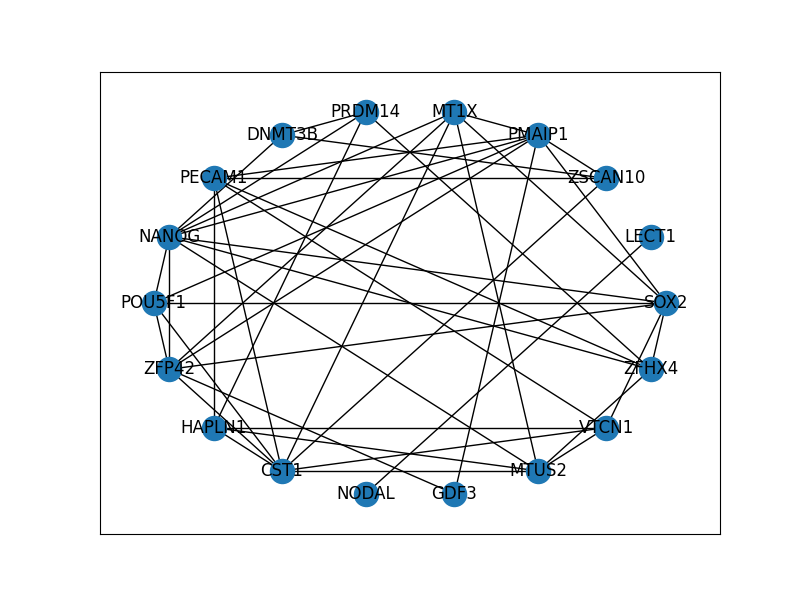 PRDM14 MT1X
DNMT3B PMAIP1
PECAM1 ZSCAN10
NANOG LECT1
POU5F1 SOX2
ZFP42 ZFHX4
HAPLN1 VTCN1
CST1 MTUS2
NODAL GDF3